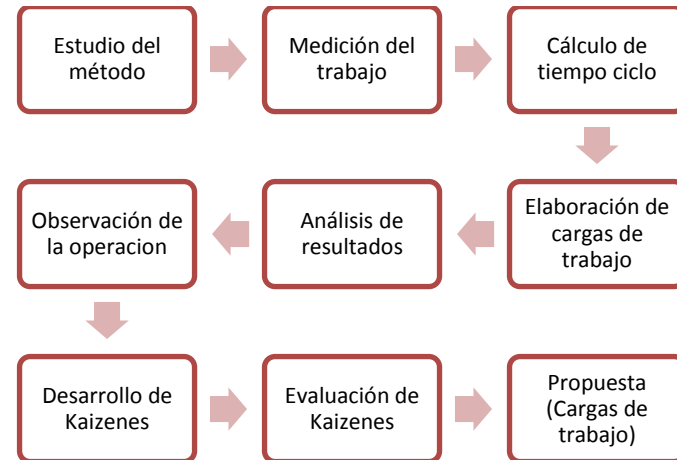 Estudio del
método
Medición del
trabajo
Cálculo de
tiempo ciclo
Elaboración de
cargas de
trabajo
Análisis de
resultados
Observación de
la operacion
Desarrollo de
Kaizenes
Evaluación de
Kaizenes
Propuesta
(Cargas de
trabajo)